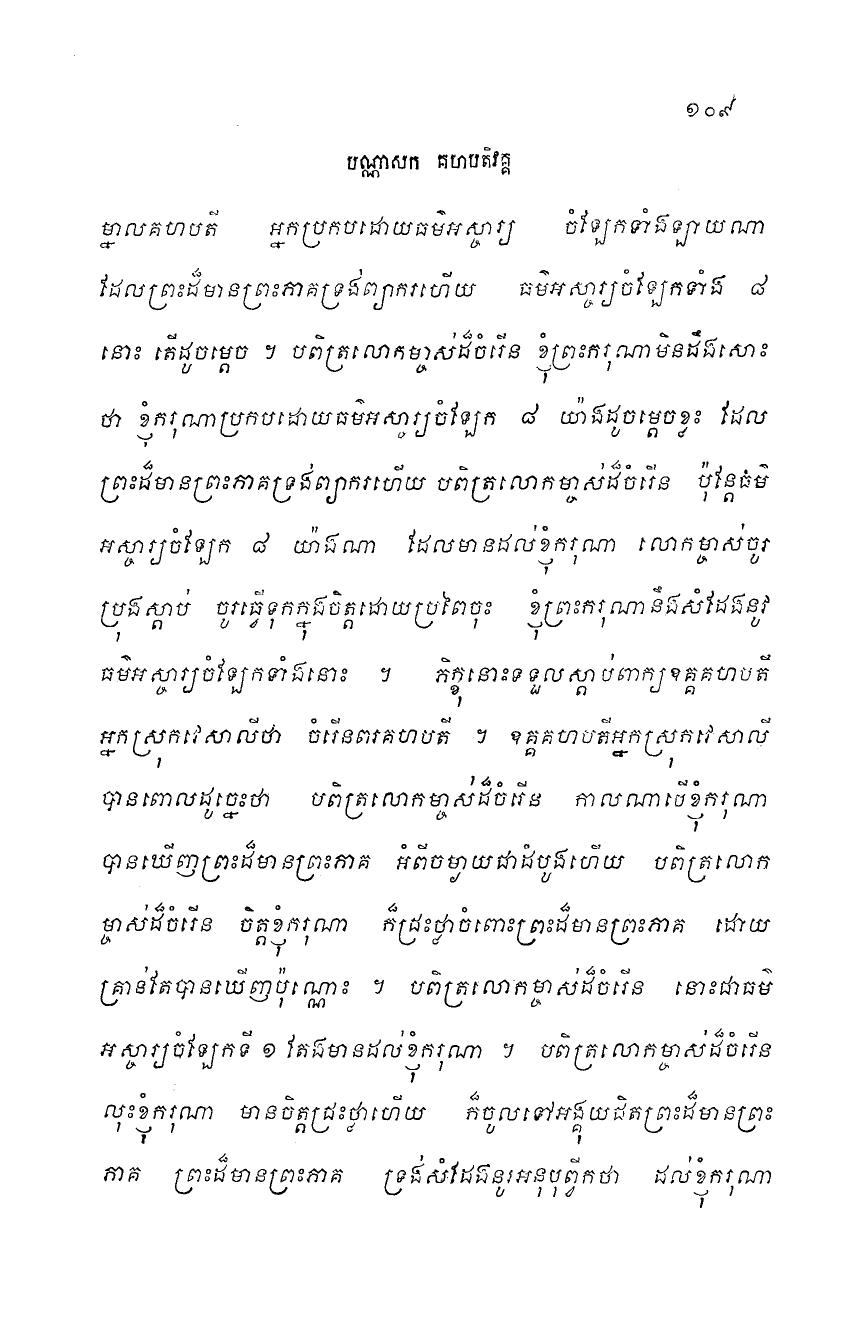 ១០៩
បណ្ណាសក គហបតិវគ្គ
ម្នាលគហបតី អ្នកប្រកបដោយធម៌អស្ចារ្យ ចំឡែកទាំងឡាយណា
ដែលព្រះដ៏មានព្រះភាគទ្រង់ព្យាករហើយ ធម៌អស្ចារ្យចំឡែកទាំង ៨
នោះ តើដូចម្តេច ។ បពិត្រលោកម្ចាស់ដ៏ចំរើន ខ្ញុំព្រះករុណាមិនដឹងសោះ
ថា ខ្ញុំករុណាប្រកបដោយធម៌អស្ចារ្យចំឡែក ៨ យ៉ាងដូចម្តេចខ្លះ ដែល
ព្រះដ៏មានព្រះភាគទ្រង់ព្យាករហើយ បពិត្រលោកម្ចាស់ដ៏ចំរើន ប៉ុន្តែធម៌
អស្ចារ្យចំឡែក ៨ យ៉ាងណា ដែលមានដល់ខ្ញុំករុណា លោកម្ចាស់ចូរ
ប្រុងស្តាប់ ចូរធ្វើទុកក្នុងចិត្តដោយប្រពៃចុះ ខ្ញុំព្រះករុណានឹងសំដែងនូវ
ធម៌អស្ចារ្យចំឡែកទាំងនោះ ។ ភិក្ខុនោះទទួលស្តាប់ពាក្យឧគ្គគហបតី
អ្នកស្រុកវេសាលីថា ចំរើនពរគហបតី ។ ឧគ្គគហបតីអ្នកស្រុកវេសាលី
បានពោលដូច្នេះថា បពិត្រលោកម្ចាស់ដ៏ចំរើន កាលណាបើខ្ញុំករុណា
បានឃើញព្រះដ៏មានព្រះភាគ អំពីចម្ងាយជាដំបូងហើយ បពិត្រលោក
ម្ចាស់ដ៏ចំរើន ចិត្តខ្ញុំករុណា ក៏ជ្រះថ្លាចំពោះព្រះដ៏មានព្រះភាគ ដោយ
គ្រាន់តែបានឃើញប៉ុណ្ណោះ ។ បពិត្រលោកម្ចាស់ដ៏ចំរើន នោះជាធម៌
អស្ចារ្យចំឡែកទី ១ តែងមានដល់ខ្ញុំករុណា ។ បពិត្រលោកម្ចាស់ដ៏ចំរើន
លុះខ្ញុំករុណា មានចិត្តជ្រះថ្លាហើយ ក៏ចូលទៅអង្គុយជិតព្រះដ៏មានព្រះ
ភាគ ព្រះដ៏មានព្រះភាគ ទ្រង់សំដែងនូវអនុបុព្វីកថា ដល់ខ្ញុំករុណា